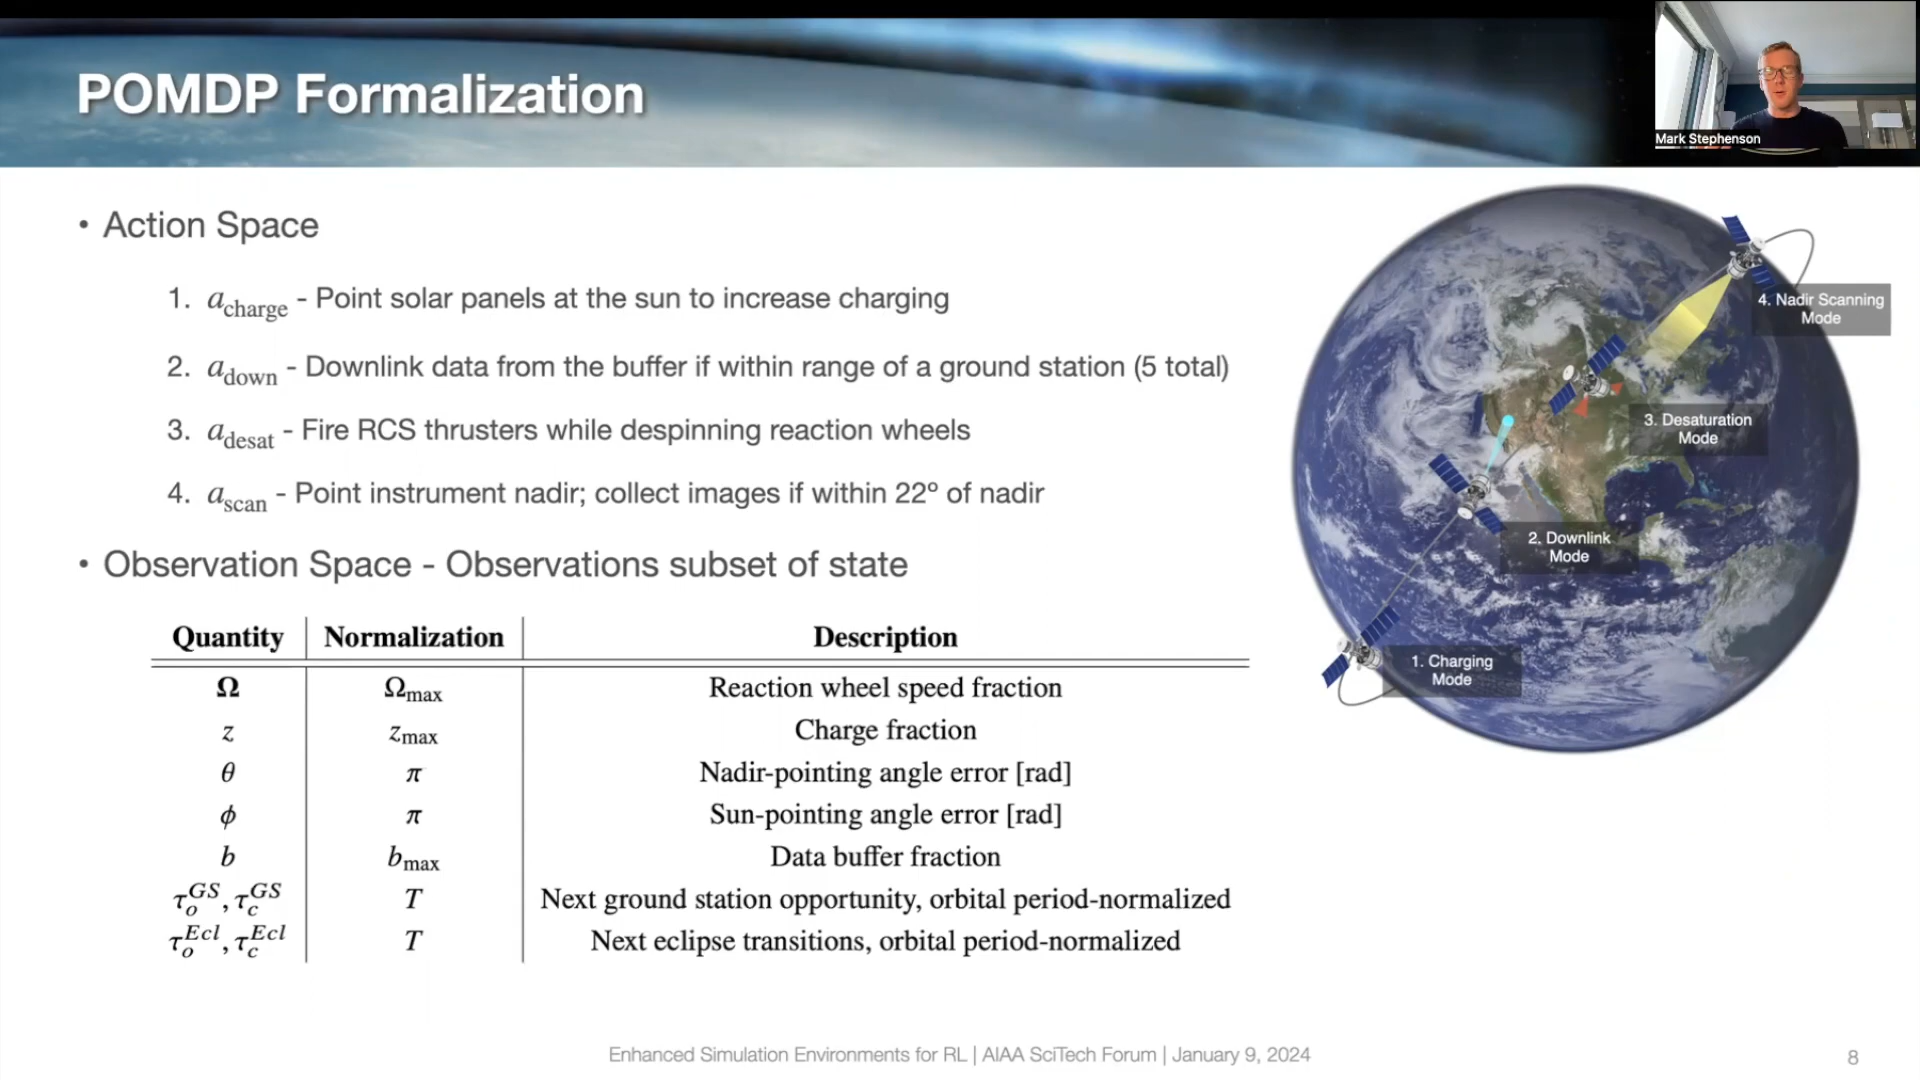 POMDP Formalization
Mark Stephenson
• Action Space
1. a_charge - Point solar panels at the sun to increase charging
2. a_down - Downlink data from the buffer if within range of a ground station (5 total)
3. a_desat - Fire RCS thrusters while despinning reaction wheels
4. a_scan - Point instrument nadir; collect images if within 22º of nadir
• Observation Space - Observations subset of state
Quantity Normalization Description
Ω Ω_max Reaction wheel speed fraction
z z_max Charge fraction
θ π Nadir-pointing angle error [rad]
ϕ π Sun-pointing angle error [rad]
b b_max Data buffer fraction
τ_o^GS, τ_c^GS T Next ground station opportunity, orbital period-normalized
τ_o^Ecl, τ_c^Ecl T Next eclipse transitions, orbital period-normalized
4. Nadir Scanning
Mode
3. Desaturation
Mode
2. Downlink
Mode
1. Charging
Mode
Enhanced Simulation Environments for RL | AIAA SciTech Forum | January 9, 2024
8